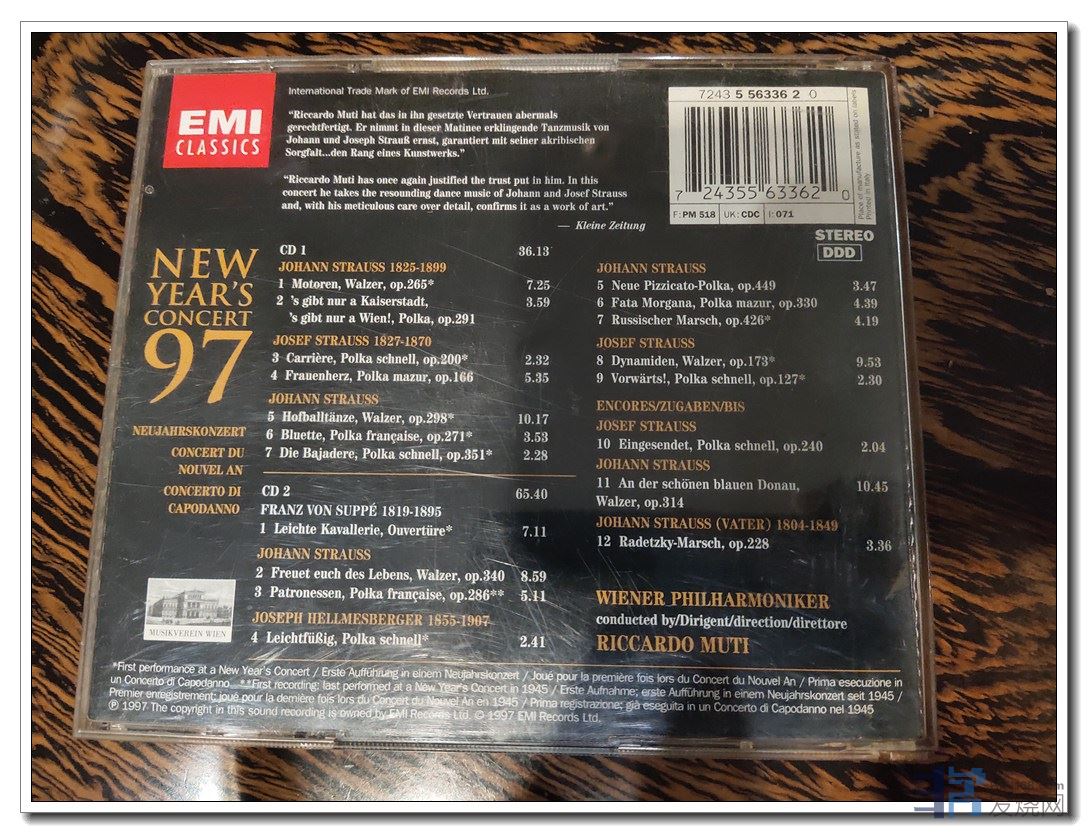 EMI
CLASSICS
International Trade Mark of EMI Records Ltd.
“Riccardo Muti hat das in ihn gesetzte Vertrauen abermals
gerechtfertigt. Er nimmt in dieser Matinee erklingende Tanzmusik von
Johann und Joseph Strauß ernst, garantiert mit seiner akribischen
Sorgfalt...den Rang eines Kunstwerks.”
“Riccardo Muti has once again justified the trust put in him. In this
concert he takes the resounding dance music of Johann and Josef Strauss
and, with his meticulous care over detail, confirms it as a work of art.”
— Kleine Zeitung
7243 5 56336 2 0
7 24355 63362 0
F: PM 518 UK: CDC I: 071
Place of manufacture as stated on labels
Printed in Italy
STEREO
DDD
NEW
YEAR'S
CONCERT
97
NEUJAHRSKONZERT
CONCERT DU
NOUVEL AN
CONCERTO DI
CAPODANNO
MUSIKVEREIN WIEN
CD 1 36.13
JOHANN STRAUSS 1825-1899
1 Motoren, Walzer, op.265* 7.25
2 's gibt nur a Kaiserstadt, 3.59
's gibt nur a Wien!, Polka, op.291
JOSEF STRAUSS 1827-1870
3 Carrière, Polka schnell, op.200* 2.32
4 Frauenherz, Polka mazur, op.166 5.35
JOHANN STRAUSS
5 Hofballtänze, Walzer, op.298* 10.17
6 Bluette, Polka française, op.271* 3.53
7 Die Bajadere, Polka schnell, op.351* 2.28
CD 2 65.40
FRANZ VON SUPPÉ 1819-1895
1 Leichte Kavallerie, Ouvertüre* 7.11
JOHANN STRAUSS
2 Freuet euch des Lebens, Walzer, op.340 8.59
3 Patronessen, Polka française, op.286** 5.11
JOSEPH HELLMESBERGER 1855-1907
4 Leichtfüßig, Polka schnell* 2.41
JOHANN STRAUSS
5 Neue Pizzicato-Polka, op.449 3.47
6 Fata Morgana, Polka mazur, op.330 4.39
7 Russischer Marsch, op.426* 4.19
JOSEF STRAUSS
8 Dynamiden, Walzer, op.173* 9.53
9 Vorwärts!, Polka schnell, op.127* 2.30
ENCORES/ZUGABEN/BIS
JOSEF STRAUSS
10 Eingesendet, Polka schnell, op.240 2.04
JOHANN STRAUSS
11 An der schönen blauen Donau, 10.45
Walzer, op.314
JOHANN STRAUSS (VATER) 1804-1849
12 Radetzky-Marsch, op.228 3.36
WIENER PHILHARMONIKER
conducted by/Dirigent/direction/direttore
RICCARDO MUTI
*First performance at a New Year's Concert / Erste Aufführung in einem Neujahrskonzert / Joué pour la première fois lors du Concert du Nouvel An / Prima esecuzione in
un Concerto di Capodanno **First recording; last performed at a New Year's Concert in 1945 / Erste Aufnahme; erste Aufführung in einem Neujahrskonzert seit 1945 /
Premier enregistrement; joué pour la dernière fois lors du Concert du Nouvel An en 1945 / Prima registrazione; già eseguita in un Concerto di Capodanno nel 1945
℗ 1997 The copyright in this sound recording is owned by EMI Records Ltd. © 1997 EMI Records Ltd.
发烧网